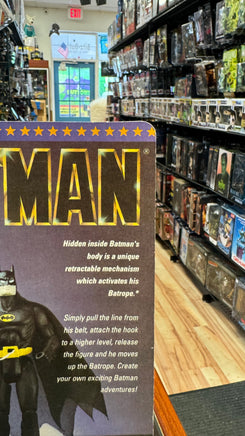 MAN®
Hidden inside Batman's
body is a unique
retractable mechanism
which activates his
Batrope.*
Simply pull the line from
his belt, attach the hook
to a higher level, release
the figure and he moves
up the Batrope. Create
your own exciting Batman
adventures!